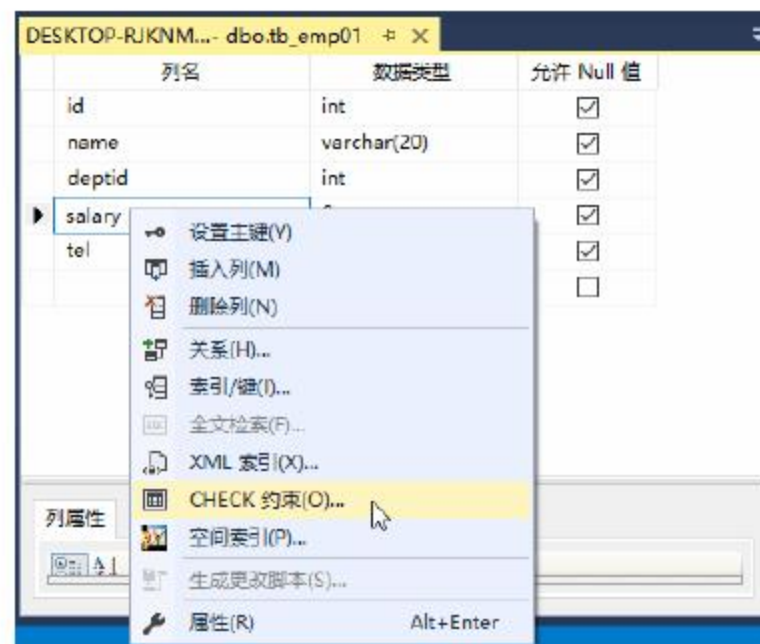 DESKTOP-RJKNM...- dbo.tb_emp01
列名 数据类型 允许 Null 值
id int
name varchar(20)
deptid int
salary
tel
设置主键(Y)
插入列(M)
删除列(N)
关系(H)...
索引/键(I)...
全文检索(F)...
XML 索引(X)...
CHECK 约束(O)...
空间索引(P)...
生成更改脚本(S)...
属性(R) Alt+Enter
列属性